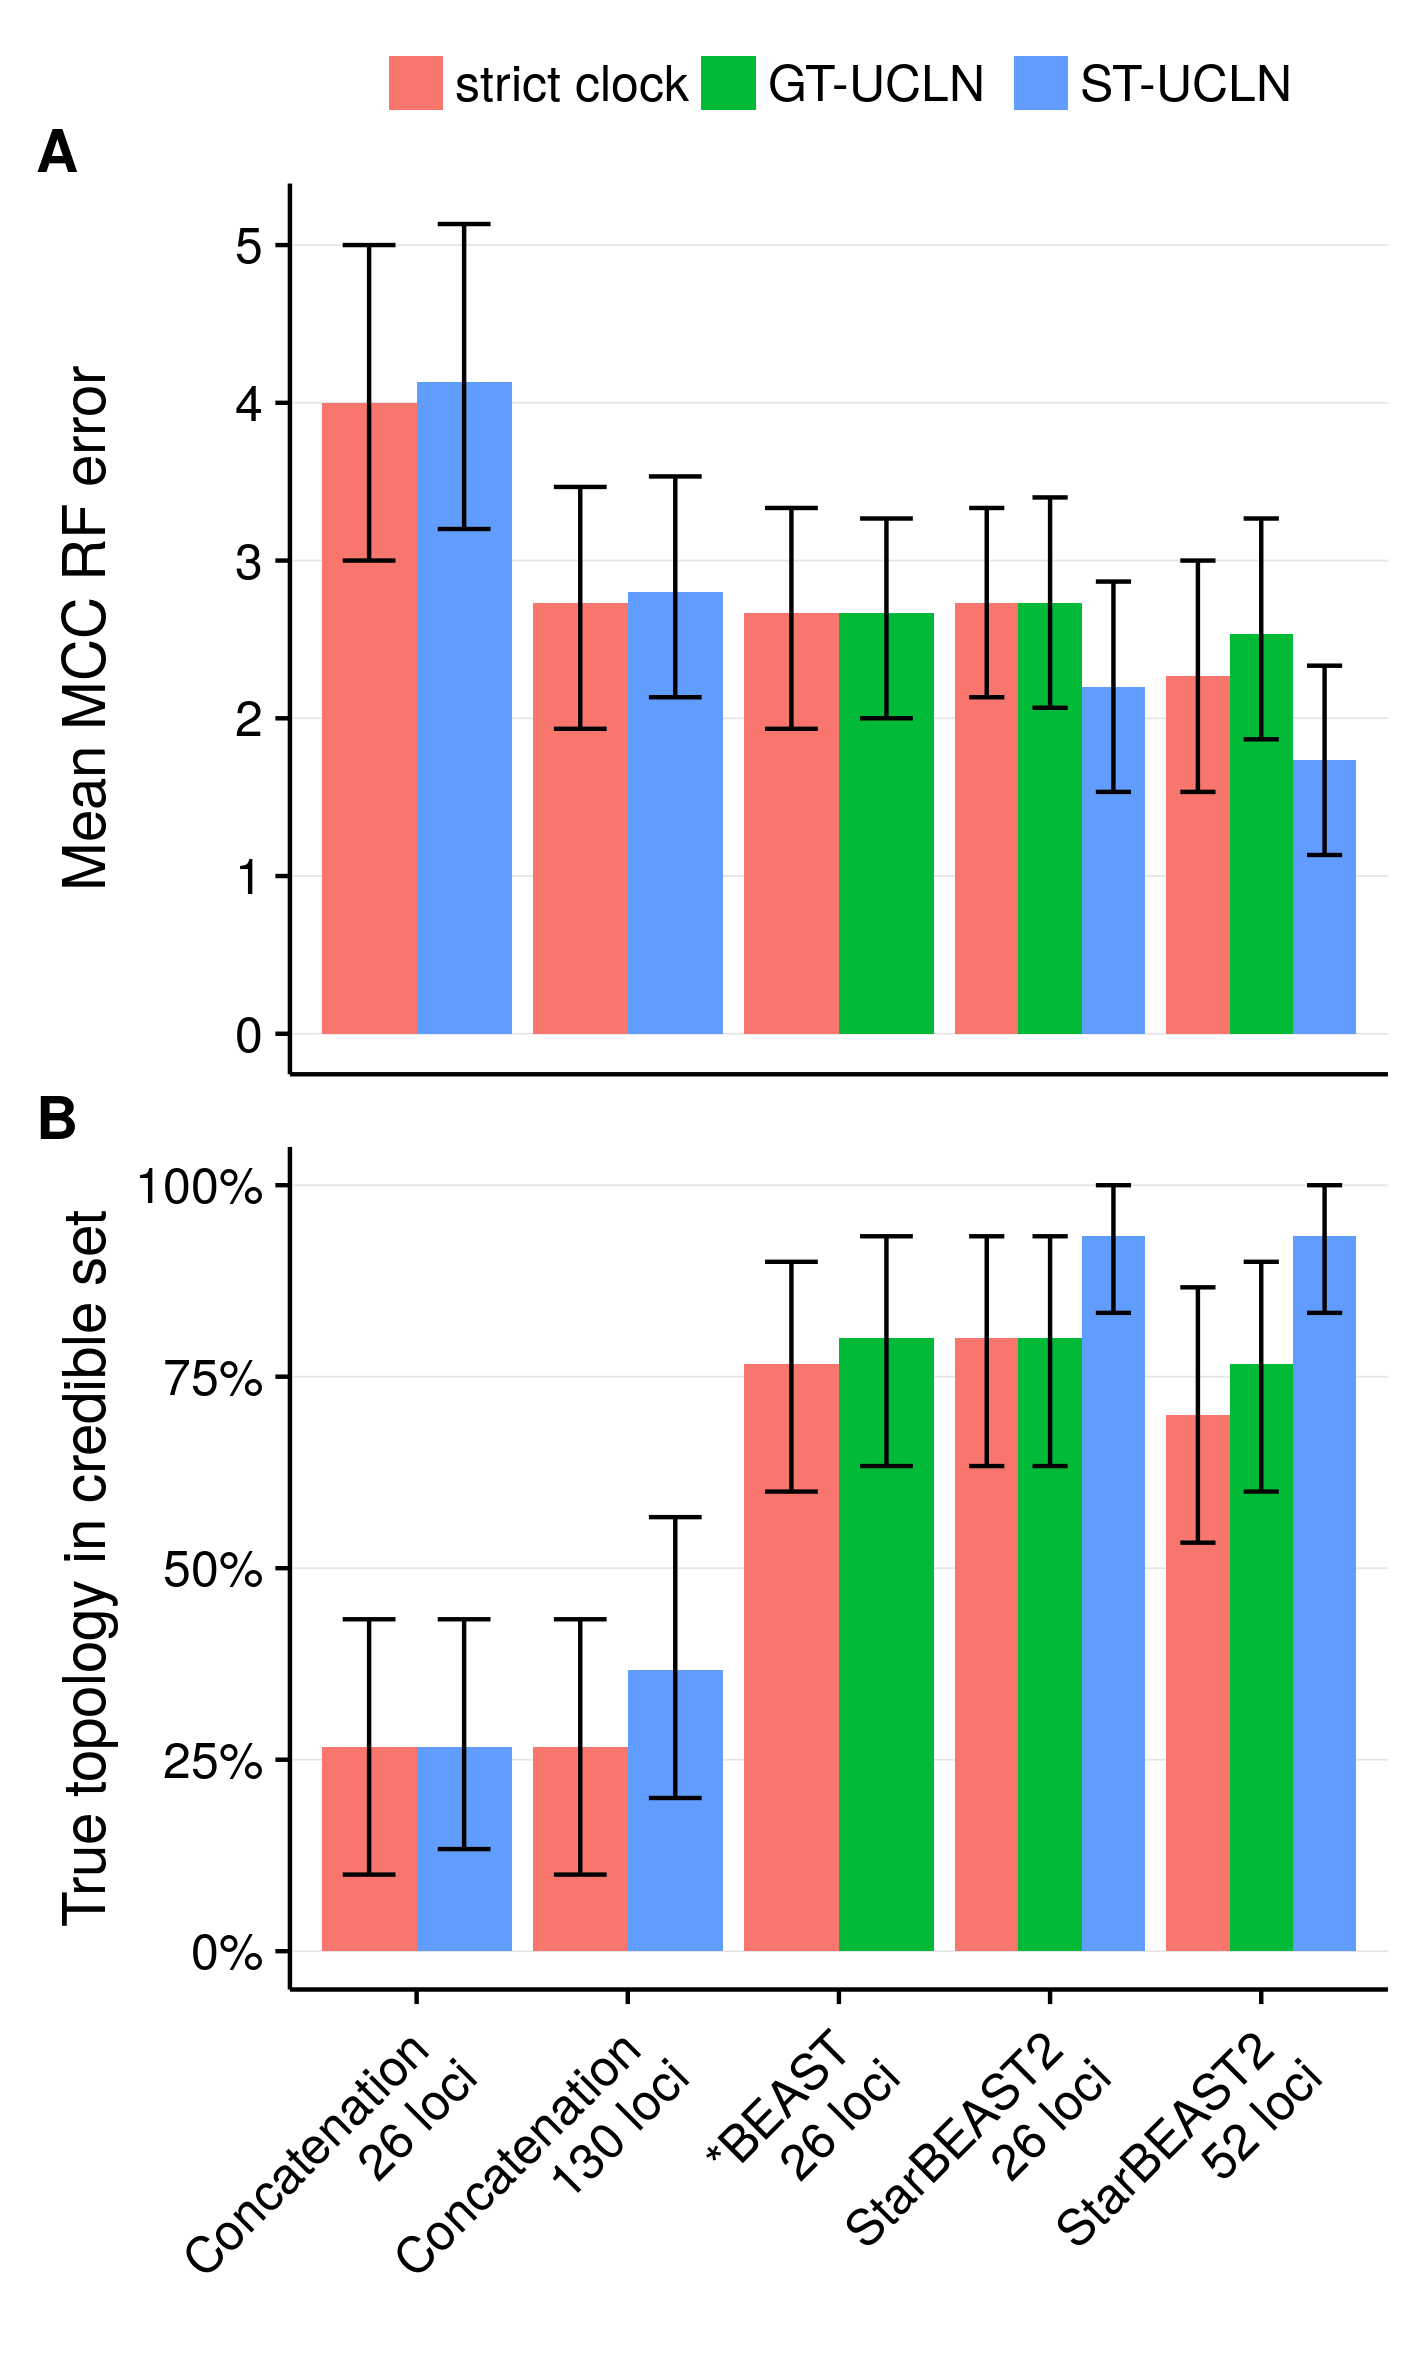 strict clock GT-UCLN ST-UCLN
A
Mean MCC RF error
5
4
3
2
1
0
B
True topology in credible set
100%
75%
50%
25%
0%
Concatenation
26 loci
Concatenation
130 loci
*BEAST
26 loci
StarBEAST2
26 loci
StarBEAST2
52 loci